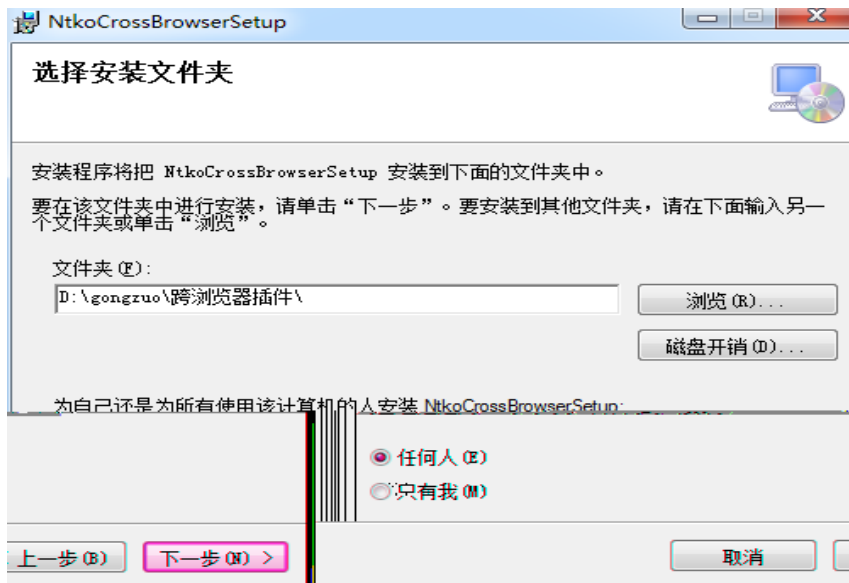 NtkoCrossBrowserSetup
选择安装文件夹
安装程序将把 NtkoCrossBrowserSetup 安装到下面的文件夹中。
要在该文件夹中进行安装，请单击“下一步”。要安装到其他文件夹，请在下面输入另一
个文件夹或单击“浏览”。
文件夹(F):
D:\gongzuo\跨浏览器插件\
浏览(R)...
磁盘开销(D)...
为自己还是为所有使用该计算机的人安装 NtkoCrossBrowserSetup:
任何人(E)
只有我(M)
上一步(B)
下一步(N) >
取消